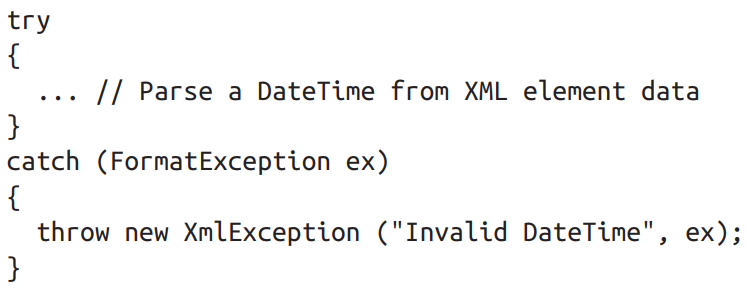 try
{
  ... // Parse a DateTime from XML element data
}
catch (FormatException ex)
{
  throw new XmlException ("Invalid DateTime", ex);
}